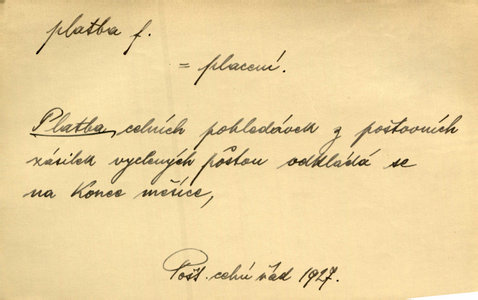 platba f.
= placení.
Platba celních pohledávek z poštovních
zásilek vyclených poštou odkládá se
na konec měsíce,
Pošt. celní řád 1927.